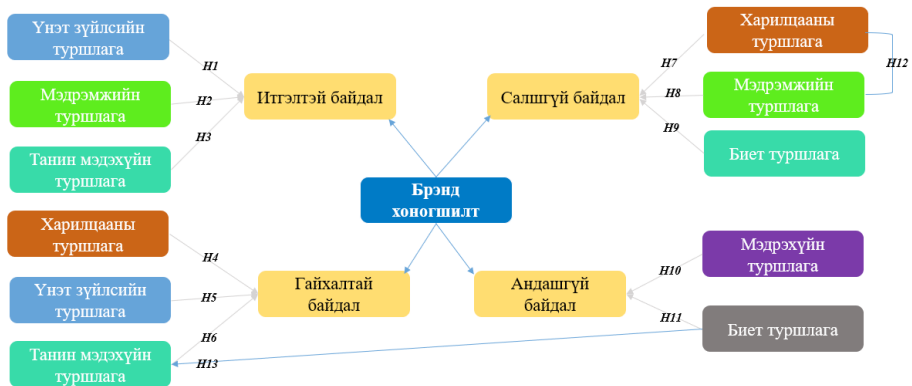 Үнэт зүйлсийн
туршлага
H1
Мэдрэмжийн
туршлага
H2
Танин мэдэхүйн
туршлага
H3
Итгэлтэй байдал
Салшгүй байдал
Харилцааны
туршлага
H7
H12
Мэдрэмжийн
туршлага
H8
H9
Биет туршлага
Брэнд
хоногшилт
Харилцааны
туршлага
H4
Үнэт зүйлсийн
туршлага
H5
H6
Танин мэдэхүйн
туршлага
H13
Гайхалтай
байдал
Андашгүй
байдал
Мэдрэхүйн
туршлага
H10
H11
Биет туршлага